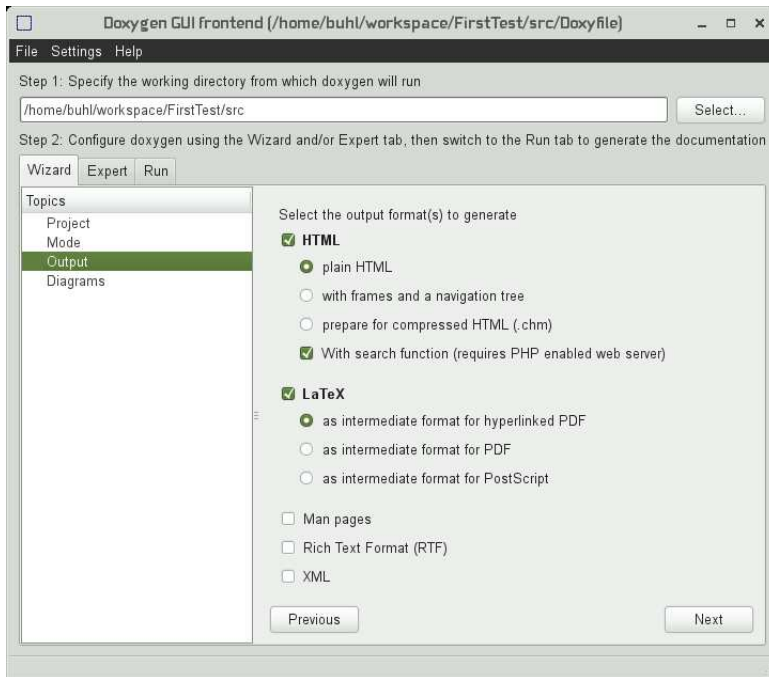 Doxygen GUI frontend (/home/buhl/workspace/FirstTest/src/Doxyfile)
File Settings Help
Step 1: Specify the working directory from which doxygen will run
/home/buhl/workspace/FirstTest/src
Select...
Step 2: Configure doxygen using the Wizard and/or Expert tab, then switch to the Run tab to generate the documentation
Wizard Expert Run
Topics
Project
Mode
Output
Diagrams
Select the output format(s) to generate
HTML
plain HTML
with frames and a navigation tree
prepare for compressed HTML (.chm)
With search function (requires PHP enabled web server)
LaTeX
as intermediate format for hyperlinked PDF
as intermediate format for PDF
as intermediate format for PostScript
Man pages
Rich Text Format (RTF)
XML
Previous
Next